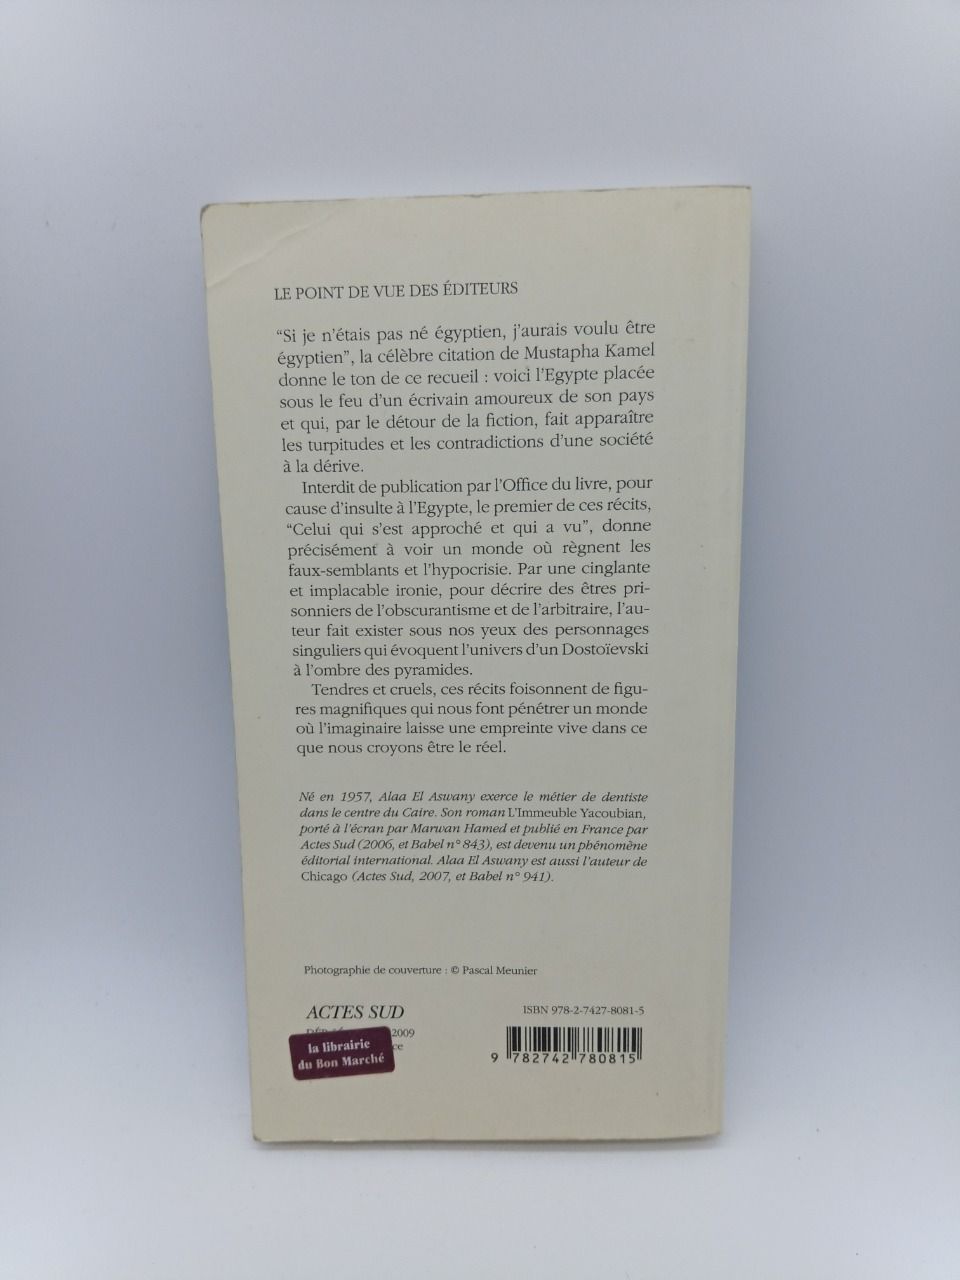 LE POINT DE VUE DES ÉDITEURS
“Si je n’étais pas né égyptien, j’aurais voulu être
égyptien”, la célèbre citation de Mustapha Kamel
donne le ton de ce recueil : voici l’Egypte placée
sous le feu d’un écrivain amoureux de son pays
et qui, par le détour de la fiction, fait apparaître
les turpitudes et les contradictions d’une société
à la dérive.
Interdit de publication par l’Office du livre, pour
cause d’insulte à l’Egypte, le premier de ces récits,
“Celui qui s’est approché et qui a vu”, donne
précisément à voir un monde où règnent les
faux-semblants et l’hypocrisie. Par une cinglante
et implacable ironie, pour décrire des êtres pri-
sonniers de l’obscurantisme et de l’arbitraire, l’au-
teur fait exister sous nos yeux des personnages
singuliers qui évoquent l’univers d’un Dostoïevski
à l’ombre des pyramides.
Tendres et cruels, ces récits foisonnent de figu-
res magnifiques qui nous font pénétrer un monde
où l’imaginaire laisse une empreinte vive dans ce
que nous croyons être le réel.
Né en 1957, Alaa El Aswany exerce le métier de dentiste
dans le centre du Caire. Son roman L’Immeuble Yacoubian,
porté à l’écran par Marwan Hamed et publié en France par
Actes Sud (2006, et Babel n° 843), est devenu un phénomène
éditorial international. Alaa El Aswany est aussi l’auteur de
Chicago (Actes Sud, 2007, et Babel n° 941).
Photographie de couverture : © Pascal Meunier
ACTES SUD
2009
la librairie
du Bon Marché
ISBN 978-2-7427-8081-5
9 782742 780815